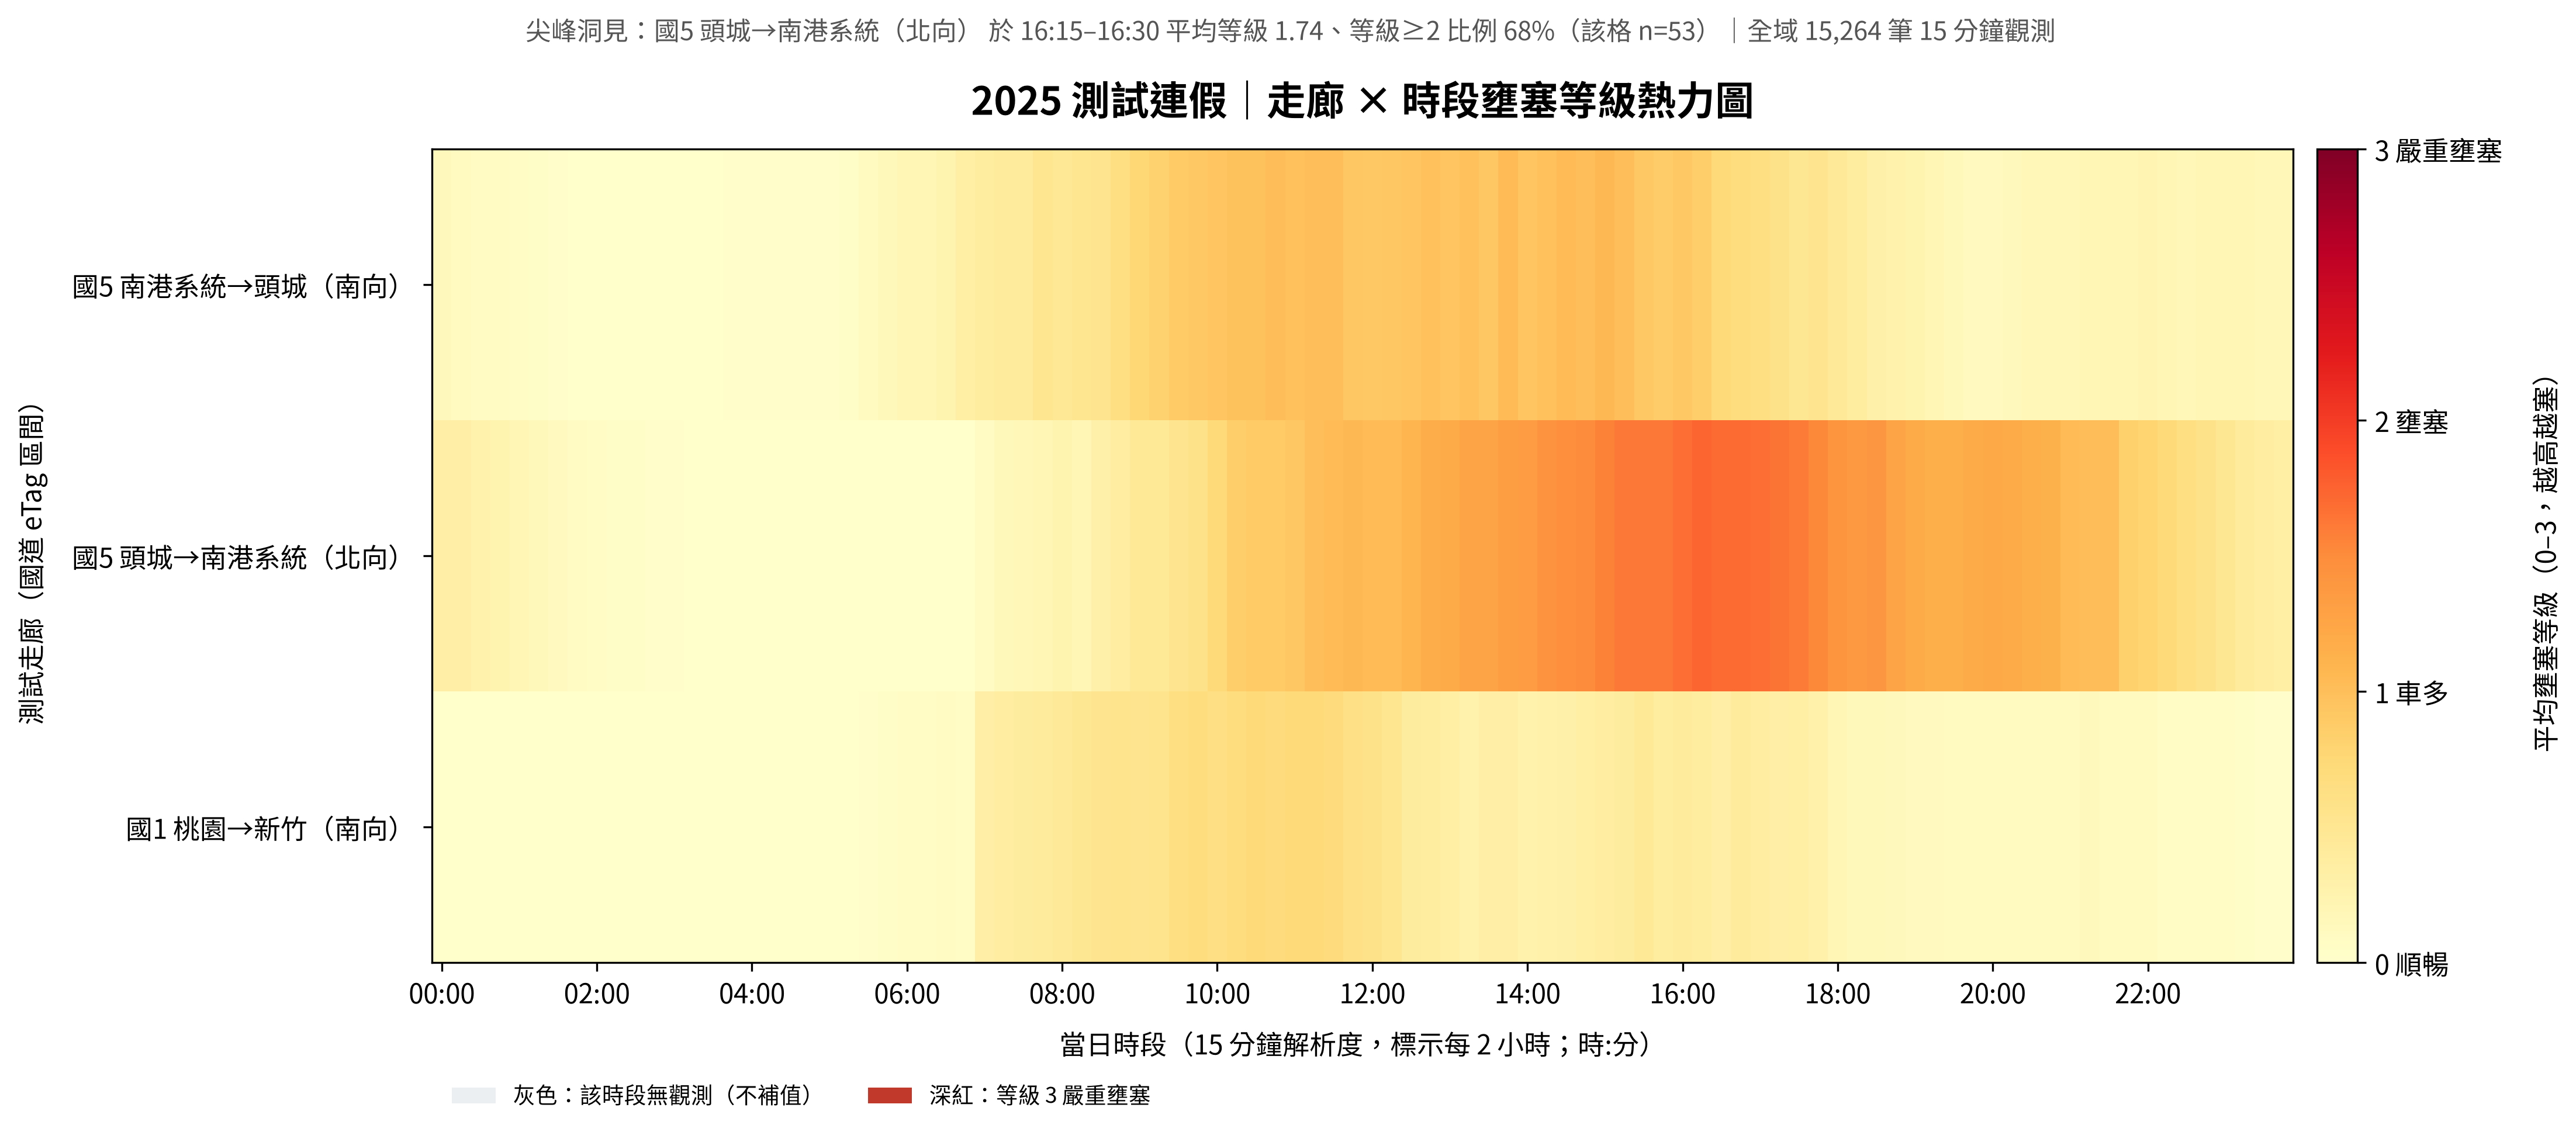 尖峰洞見：國5 頭城→南港系統（北向） 於 16:15–16:30 平均等級 1.74、等級≥2 比例 68%（該格 n=53）｜全域 15,264 筆 15 分鐘觀測
2025 測試連假｜走廊 × 時段壅塞等級熱力圖
測試走廊（國道 eTag 區間）
國5 南港系統→頭城（南向）
國5 頭城→南港系統（北向）
國1 桃園→新竹（南向）
00:00 02:00 04:00 06:00 08:00 10:00 12:00 14:00 16:00 18:00 20:00 22:00
當日時段（15 分鐘解析度，標示每 2 小時；時:分）
3 嚴重壅塞
2 壅塞
1 車多
0 順暢
平均壅塞等級（0–3，越高越塞）
灰色：該時段無觀測（不補值）
深紅：等級 3 嚴重壅塞